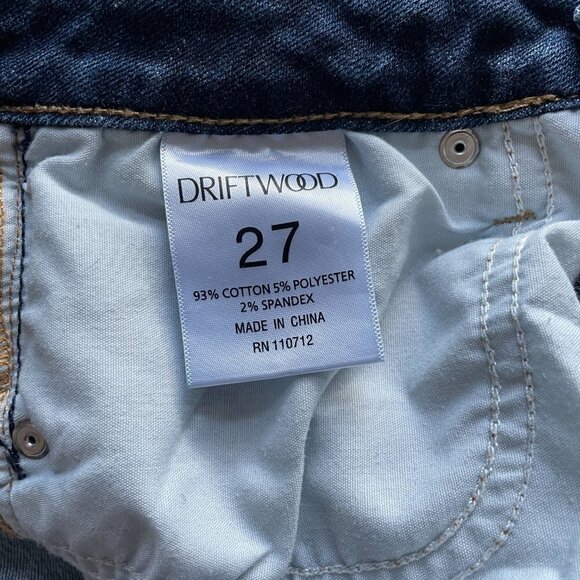 DRIFTWOOD
27
93% COTTON 5% POLYESTER
2% SPANDEX
MADE IN CHINA
RN 110712